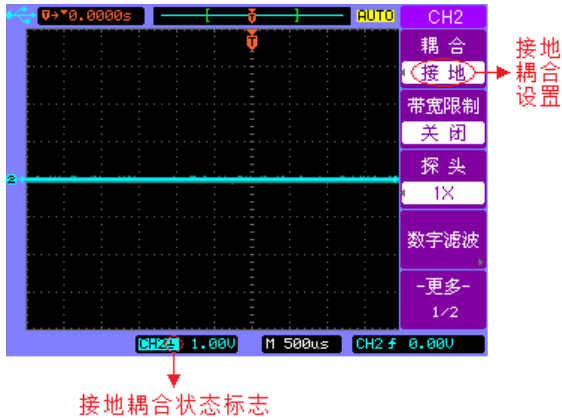 T→▼0.0000s
T
AUTO
CH2
T
耦 合
接 地
接地
耦合
设置
带宽限制
关 闭
探 头
1X
2
数字滤波
-更多-
1/2
CH2 1.00V
M 500us
CH2 0.00V
接地耦合状态标志